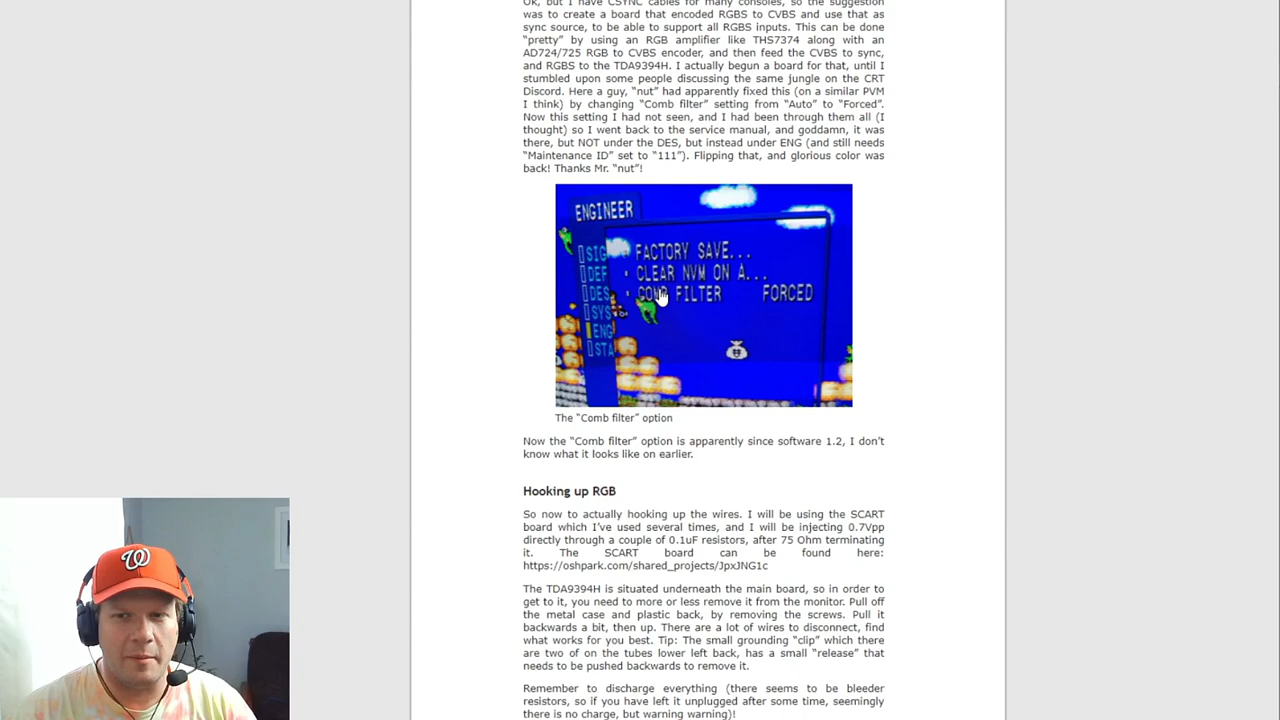 Ok, but I have CSYNC cables for many consoles, so the suggestion
was to create a board that encoded RGBS to CVBS and use that as
sync source, to be able to support all RGBS inputs. This can be done
“pretty” by using an RGB amplifier like THS7374 along with an
AD724/725 RGB to CVBS encoder, and then feed the CVBS to sync,
and RGBS to the TDA9394H. I actually begun a board for that, until I
stumbled upon some people discussing the same jungle on the CRT
Discord. Here a guy, “nut” had apparently fixed this (on a similar PVM
I think) by changing “Comb filter” setting from “Auto” to “Forced”.
Now this setting I had not seen, and I had been through them all (I
thought) so I went back to the service manual, and goddamn, it was
there, but NOT under the DES, but instead under ENG (and still needs
“Maintenance ID” set to “111”). Flipping that, and glorious color was
back! Thanks Mr. “nut”!
ENGINEER
SIG
DEF
DES
SYS
ENG
STA
FACTORY SAVE...
CLEAR NVM ON A...
COMB FILTER FORCED
The “Comb filter” option
Now the “Comb filter” option is apparently since software 1.2, I don’t
know what it looks like on earlier.
Hooking up RGB
So now to actually hooking up the wires. I will be using the SCART
board which I’ve used several times, and I will be injecting 0.7Vpp
directly through a couple of 0.1uF resistors, after 75 Ohm terminating
it. The SCART board can be found here:
https://oshpark.com/shared_projects/JpxJNG1c
The TDA9394H is situated underneath the main board, so in order to
get to it, you need to more or less remove it from the monitor. Pull off
the metal case and plastic back, by removing the screws. Pull it
backwards a bit, then up. There are a lot of wires to disconnect, find
what works for you best. Tip: The small grounding “clip” which there
are two of on the tubes lower left back, has a small “release” that
needs to be pushed backwards to remove it.
Remember to discharge everything (there seems to be bleeder
resistors, so if you have left it unplugged after some time, seemingly
there is no charge, but warning warning)!
W